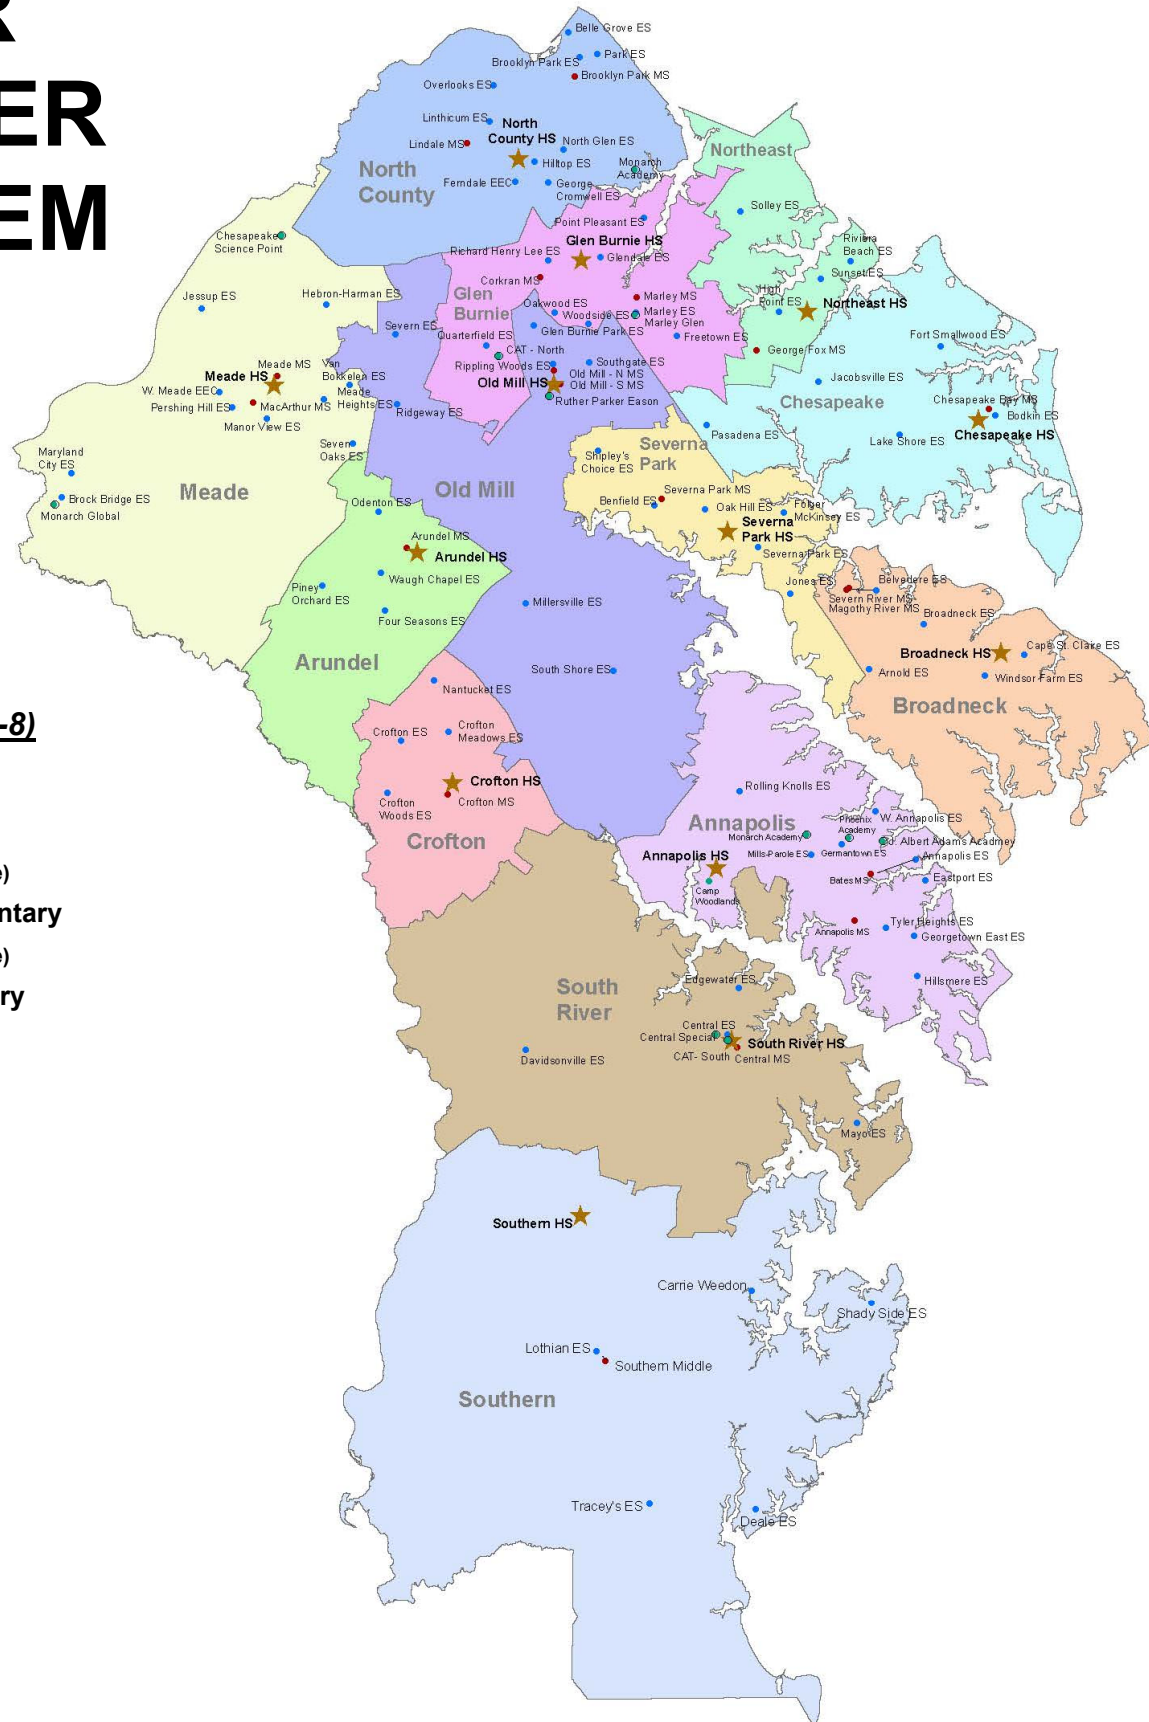 R
ER
EM
-8)
e)
ntary
e)
ry
Belle Grove ES
Park ES
Brooklyn Park ES
Brooklyn Park MS
Overlooks ES
Linthicum ES
North
County HS
Lindale MS
North Glen ES
Hilltop ES
Monarch
Academy
North
County
Ferndale EEC
George
Cromwell ES
Northeast
Solley ES
Point Pleasant ES
Chesapeake
Science Point
Glen Burnie HS
Riviera
Beach ES
Richard Henry Lee ES
Glendale ES
Sunset ES
Corkran MS
High
Point ES
Northeast HS
Jessup ES
Hebron-Harman ES
Glen
Burnie
Marley MS
Oakwood ES
Woodside ES
Marley ES
Marley Glen
Severn ES
Glen Burnie Park ES
Freetown ES
Quarterfield ES
CAT - North
George Fox MS
Fort Smallwood ES
Meade MS
Van
Bokkelen ES
Rippling Woods ES
Southgate ES
Old Mill - N MS
Old Mill - S MS
Meade HS
Old Mill HS
Jacobsville ES
W. Meade EEC
Meade
Heights ES
Ruther Parker Eason
Chesapeake
Chesapeake Bay MS
Pershing Hill ES
MacArthur MS
Ridgeway ES
Bodkin ES
Manor View ES
Pasadena ES
Lake Shore ES
Chesapeake HS
Seven
Oaks ES
Severna
Park
Shipley's
Choice ES
Maryland
City ES
Meade
Old Mill
Severna Park MS
Brock Bridge ES
Benfield ES
Monarch Global
Odenton ES
Oak Hill ES
Folger
McKinsey ES
Severna
Park HS
Arundel MS
Arundel HS
Severna Park ES
Waugh Chapel ES
Jones ES
Belvedere ES
Piney
Orchard ES
Severn River MS
Magothy River MS
Millersville ES
Four Seasons ES
Broadneck ES
Arundel
Broadneck HS
Cape St. Claire ES
South Shore ES
Arnold ES
Windsor Farm ES
Nantucket ES
Broadneck
Crofton ES
Crofton
Meadows ES
Crofton HS
Crofton
Woods ES
Crofton MS
Rolling Knolls ES
Crofton
Annapolis
Phoenix
Academy
W. Annapolis ES
Monarch Academy
J. Albert Adams Acadmey
Annapolis HS
Mills-Parole ES
Germantown ES
Annapolis ES
Camp
Woodlands
Bates MS
Eastport ES
Annapolis MS
Tyler Heights ES
Georgetown East ES
South
River
Edgewater ES
Hillsmere ES
Central ES
Central Special
South River HS
CAT- South
Central MS
Davidsonville ES
Mayo ES
Southern HS
Carrie Weedon
Shady Side ES
Lothian ES
Southern Middle
Southern
Tracey's ES
Deale ES